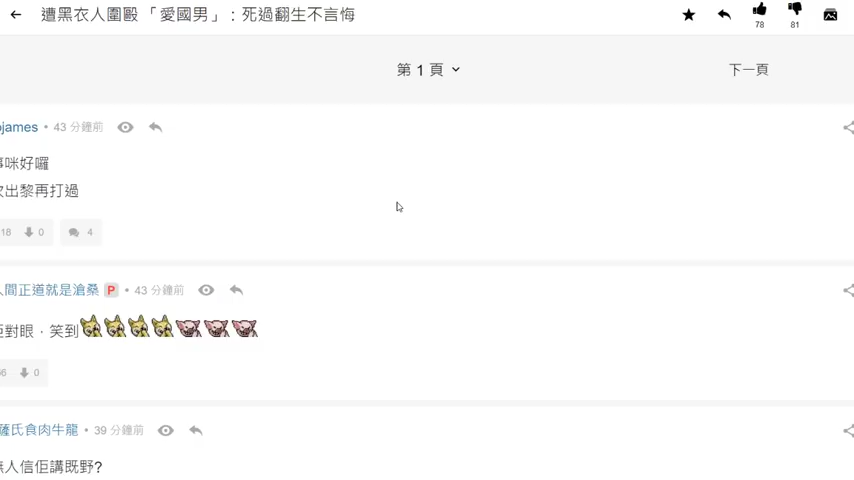 遭黑衣人圍毆「愛國男」：死過翻生不言悔
78
81
第 1 頁
下一頁
james • 43 分鐘前
咪好囉
出黎再打過
18 0 4
人間正道就是滄桑 P • 43 分鐘前
對眼，笑到
6 0
薩氏食肉牛龍 • 39 分鐘前
人信佢講既野?